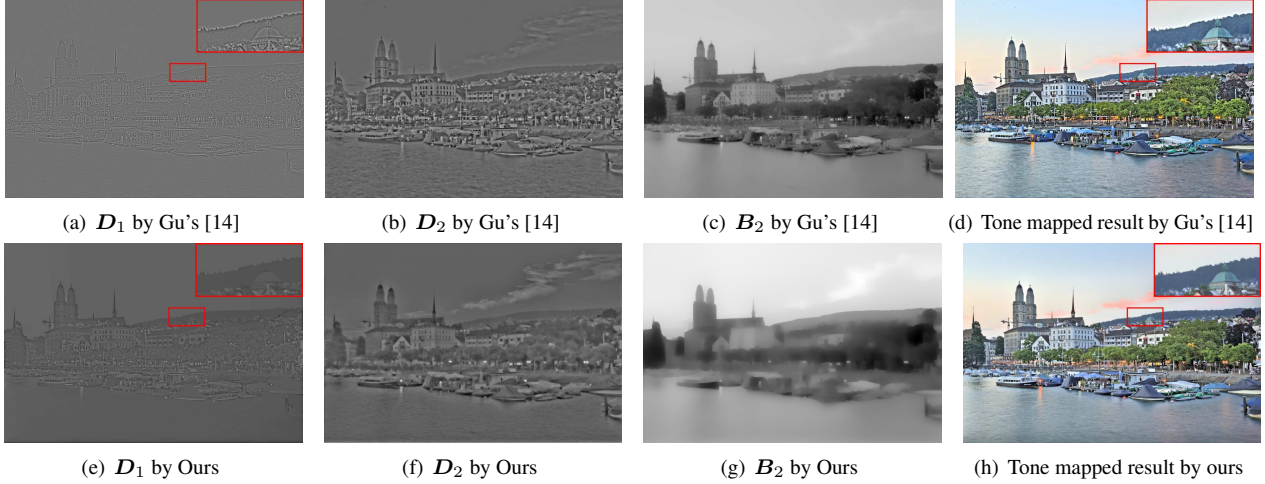 (a) D₁ by Gu's [14]
(b) D₂ by Gu's [14]
(c) B₂ by Gu's [14]
(d) Tone mapped result by Gu's [14]
(e) D₁ by Ours
(f) D₂ by Ours
(g) B₂ by Ours
(h) Tone mapped result by ours